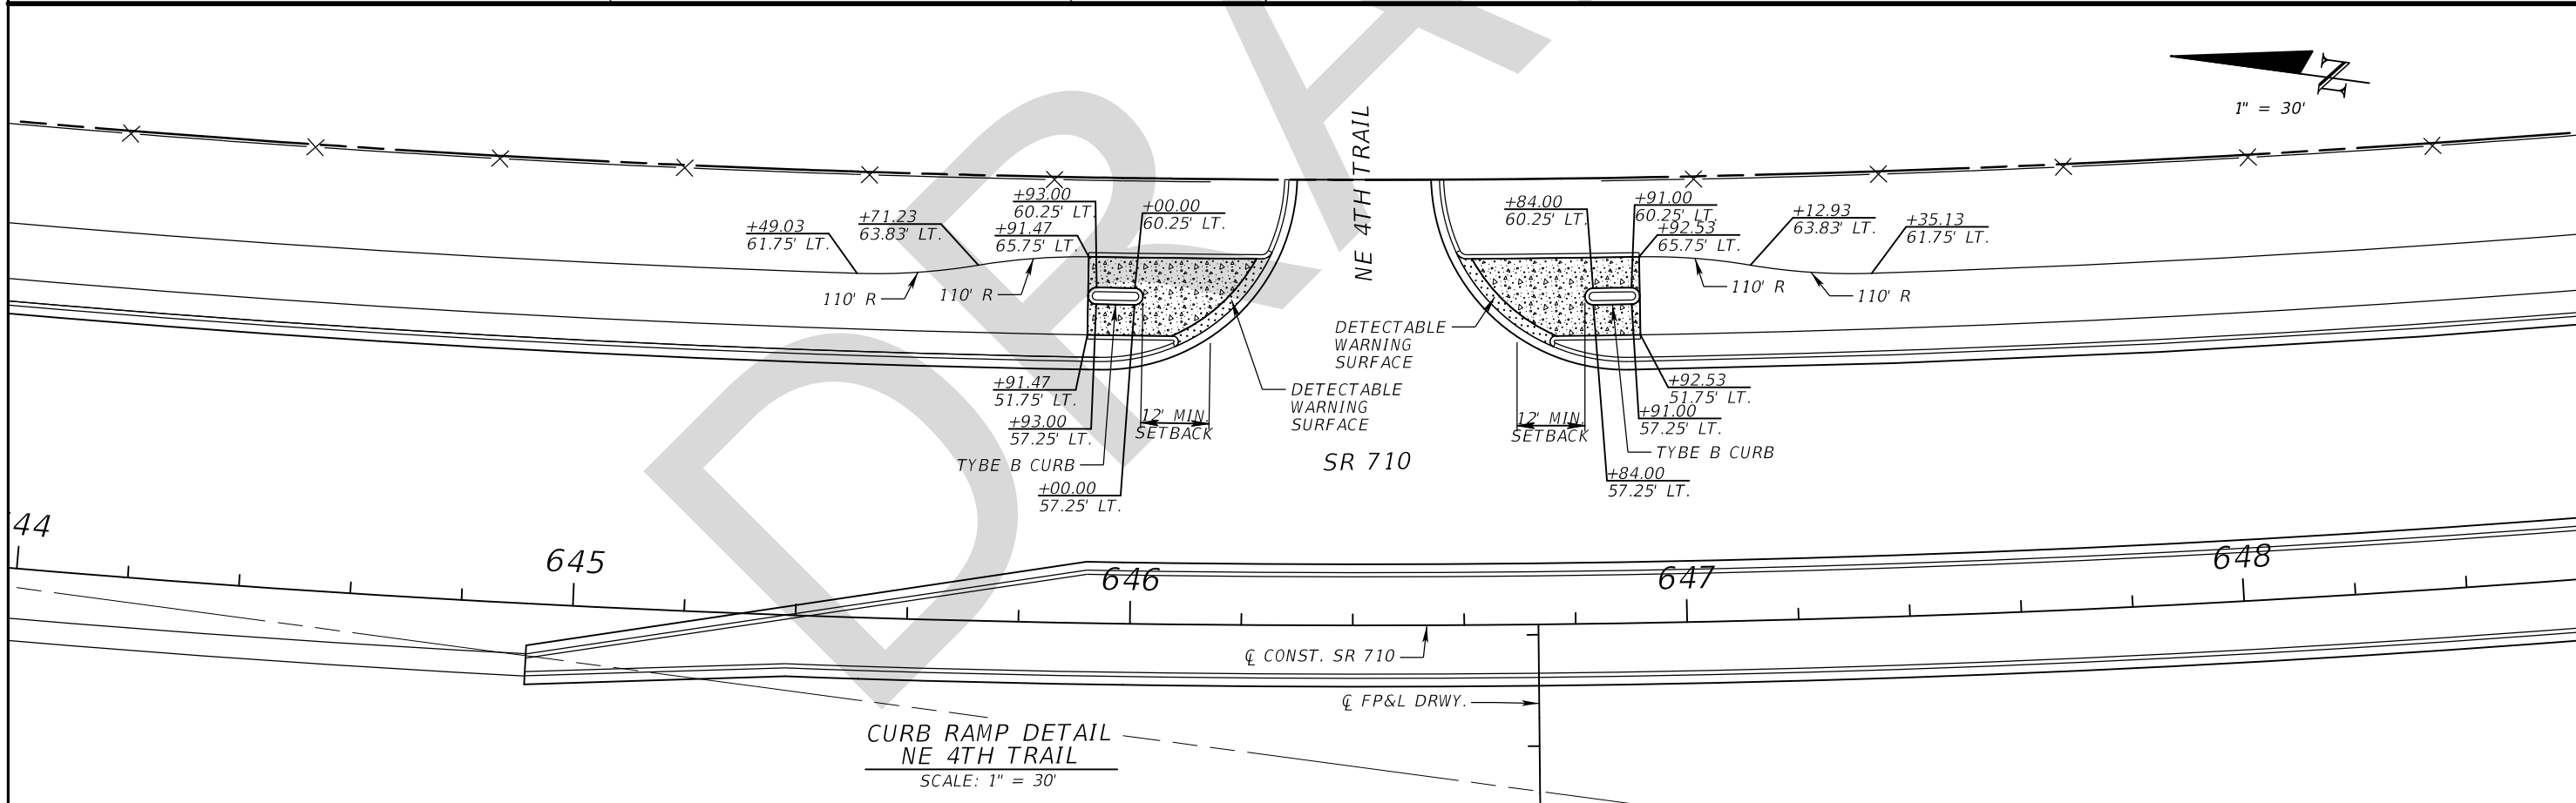 DRA
N
1" = 30'
NE 4TH TRAIL
+49.03
61.75' LT.
+71.23
63.83' LT.
+93.00
60.25' LT.
+91.47
65.75' LT.
+00.00
60.25' LT.
110' R
110' R
+84.00
60.25' LT.
+91.00
60.25' LT.
+92.53
65.75' LT.
+12.93
63.83' LT.
+35.13
61.75' LT.
110' R
110' R
DETECTABLE
WARNING
SURFACE
DETECTABLE
WARNING
SURFACE
+91.47
51.75' LT.
+93.00
57.25' LT.
12' MIN.
SETBACK
TYBE B CURB
+00.00
57.25' LT.
SR 710
12' MIN.
SETBACK
+92.53
51.75' LT.
+91.00
57.25' LT.
TYBE B CURB
+84.00
57.25' LT.
44
645
646
647
648
℄ CONST. SR 710
℄ FP&L DRWY.
CURB RAMP DETAIL
NE 4TH TRAIL
SCALE: 1" = 30'